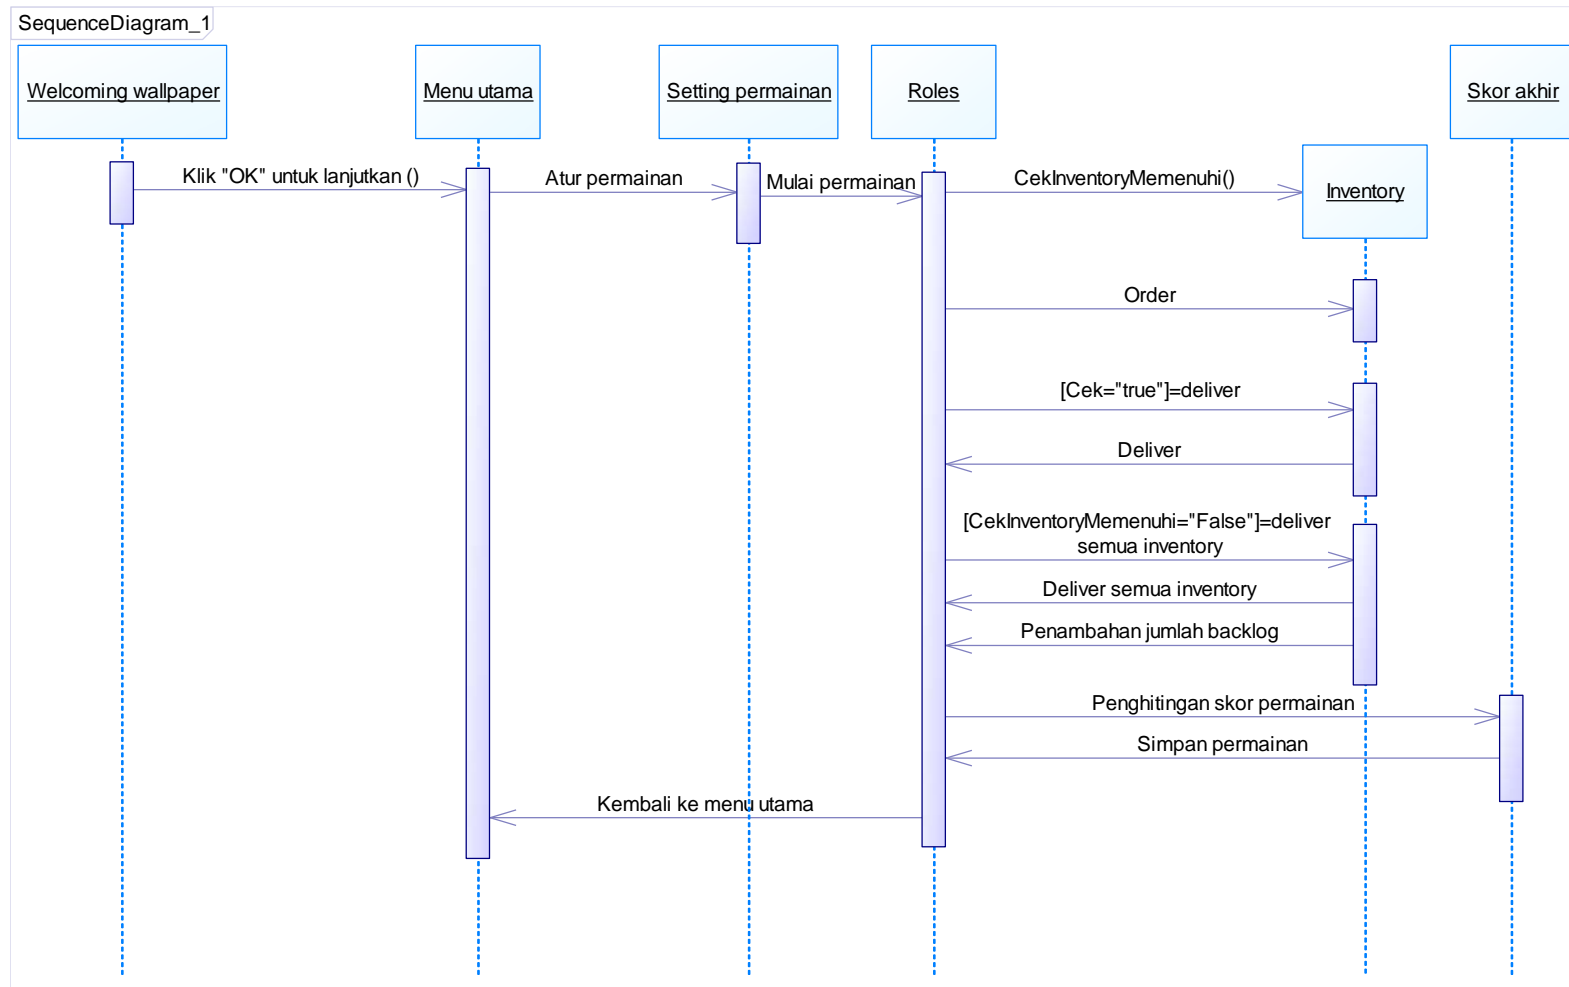 SequenceDiagram_1
Welcoming wallpaper
Menu utama
Setting permainan
Roles
Skor akhir
Inventory
Klik "OK" untuk lanjutkan ()
Atur permainan
Mulai permainan
CekInventoryMemenuhi()
Order
[Cek="true"]=deliver
Deliver
[CekInventoryMemenuhi="False"]=deliver
semua inventory
Deliver semua inventory
Penambahan jumlah backlog
Penghitingan skor permainan
Simpan permainan
Kembali ke menu utama